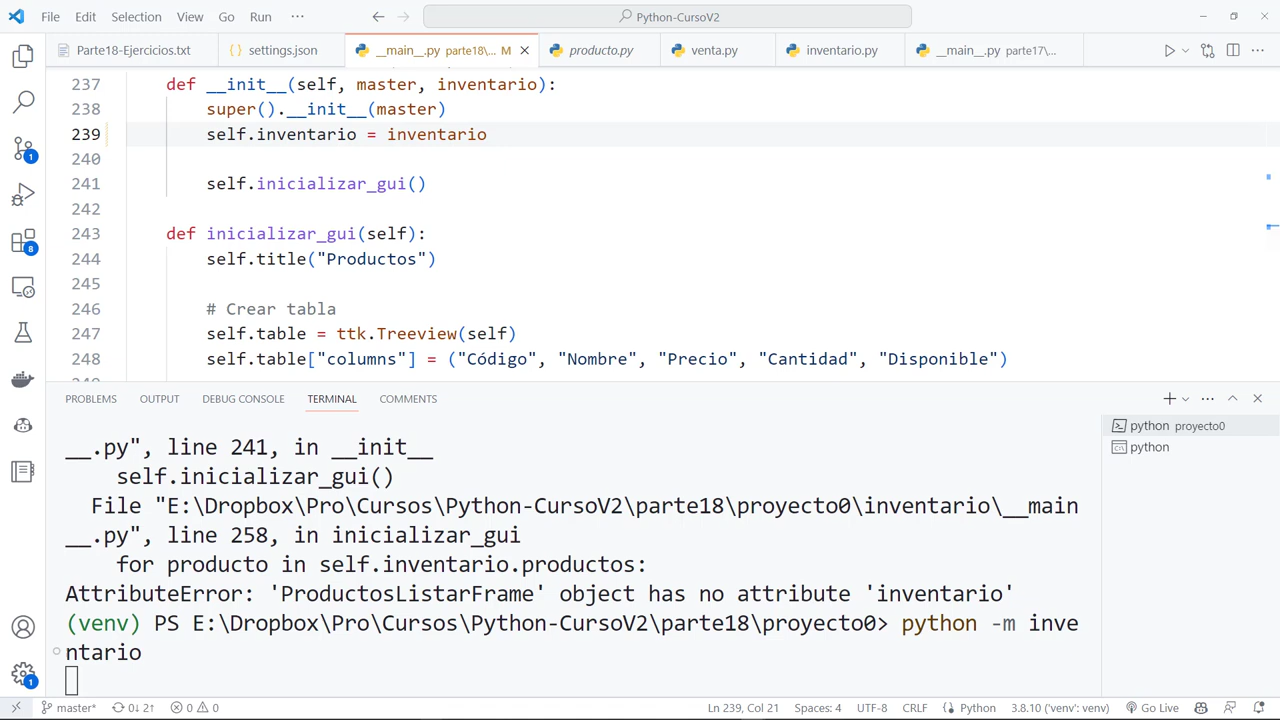 File Edit Selection View Go Run ··· Python-CursoV2
Parte18-Ejercicios.txt {} settings.json __main__.py parte18\... M producto.py venta.py inventario.py __main__.py parte17\...
237 def __init__(self, master, inventario):
238 super().__init__(master)
239 self.inventario = inventario
240
241 self.inicializar_gui()
242
243 def inicializar_gui(self):
244 self.title("Productos")
245
246 # Crear tabla
247 self.table = ttk.Treeview(self)
248 self.table["columns"] = ("Código", "Nombre", "Precio", "Cantidad", "Disponible")
PROBLEMS OUTPUT DEBUG CONSOLE TERMINAL COMMENTS
__.py", line 241, in __init__
self.inicializar_gui()
File "E:\Dropbox\Pro\Cursos\Python-CursoV2\parte18\proyecto0\inventario\__main
__.py", line 258, in inicializar_gui
for producto in self.inventario.productos:
AttributeError: 'ProductosListarFrame' object has no attribute 'inventario'
(venv) PS E:\Dropbox\Pro\Cursos\Python-CursoV2\parte18\proyecto0> python -m inve
ntario
python proyecto0
python
1
8
1
master* 0↓ 2↑ 0 0 Ln 239, Col 21 Spaces: 4 UTF-8 CRLF Python 3.8.10 ('venv': venv) Go Live